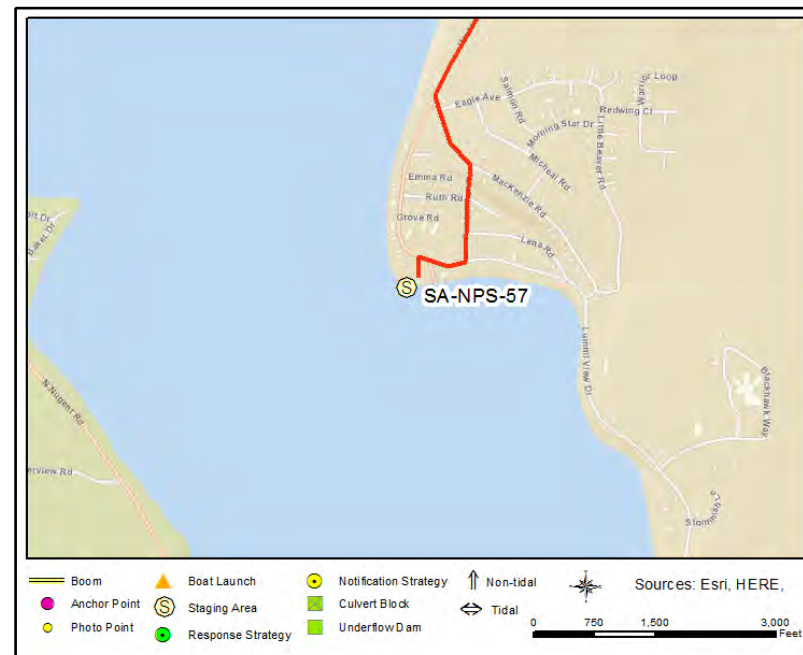 Eagle Ave
Salmon Rd
Warrior Loop
Redwing Ct
Morning Star Dr
Little Beaver Rd
Micheal Rd
Emma Rd
MacKenzie Rd
Ruth Rd
Grove Rd
Lena Rd
Baker Dr
SA-NPS-57
Lummi View Dr
N Nugent Rd
Blackhawk Way
erview Rd
S
Boom
Boat Launch
Notification Strategy
Non-tidal
Sources: Esri, HERE,
Anchor Point
S
Staging Area
Culvert Block
Tidal
Photo Point
Response Strategy
Underflow Dam
0 750 1,500 3,000
Feet